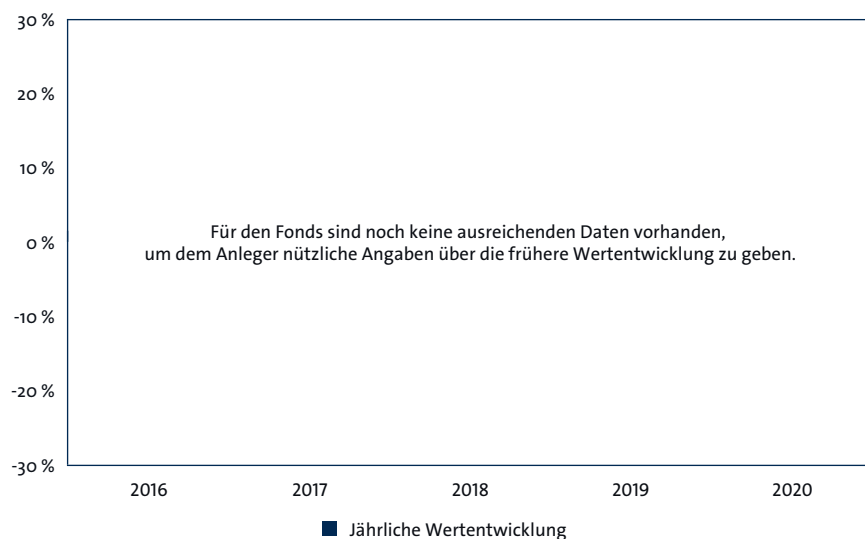 30 %
20 %
10 %
0 %
-10 %
-20 %
-30 %
Für den Fonds sind noch keine ausreichenden Daten vorhanden,
um dem Anleger nützliche Angaben über die frühere Wertentwicklung zu geben.
2016 2017 2018 2019 2020
Jährliche Wertentwicklung